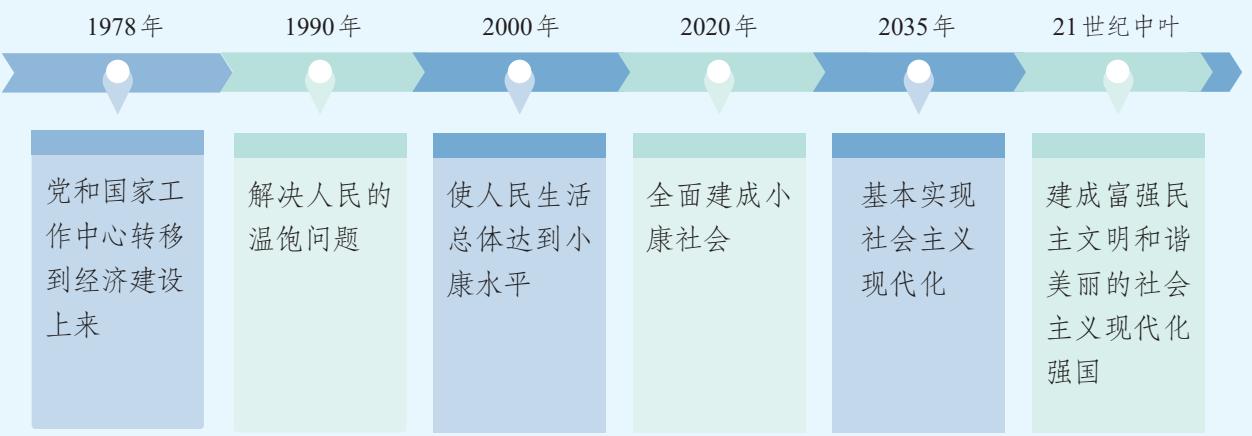 1978年
1990年
2000年
2020年
2035年
21世纪中叶
党和国家工
作中心转移
到经济建设
上来
解决人民的
温饱问题
使人民生活
总体达到小
康水平
全面建成小
康社会
基本实现
社会主义
现代化
建成富强民
主文明和谐
美丽的社会
主义现代化
强国